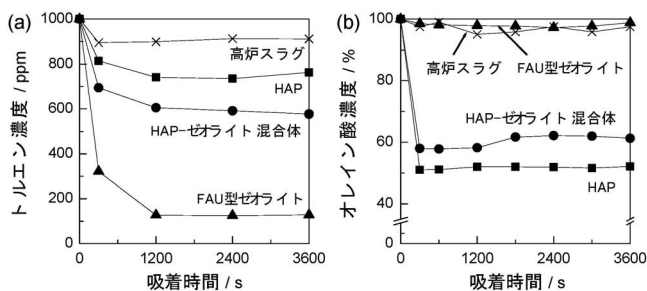 (a)
トルエン濃度 / ppm
1000
800
600
400
200
0
高炉スラグ
HAP
HAP-ゼオライト 混合体
FAU型ゼオライト
0 1200 2400 3600
吸着時間 / s
(b)
オレイン酸濃度 / %
100
80
60
40
0
高炉スラグ
FAU型ゼオライト
HAP-ゼオライト 混合体
HAP
0 1200 2400 3600
吸着時間 / s